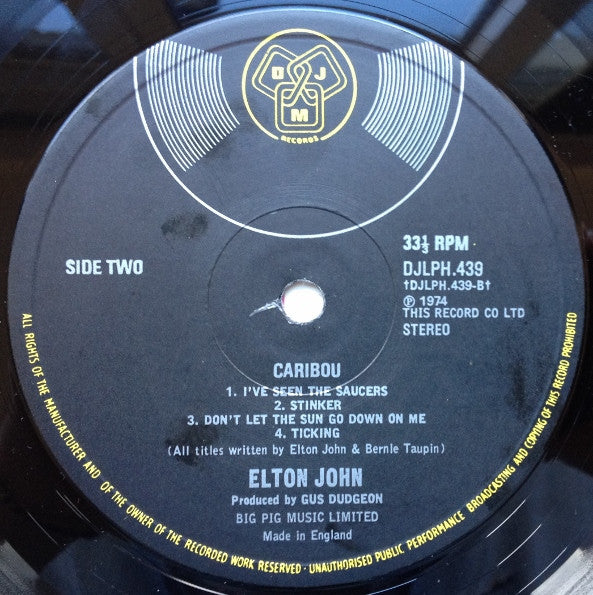 D J
M
RECORDS
SIDE TWO
33⅓ RPM ·
DJLPH.439
†DJLPH.439-B†
Ⓟ 1974
THIS RECORD CO LTD
STEREO
CARIBOU
1. I'VE SEEN THE SAUCERS
2. STINKER
3. DON'T LET THE SUN GO DOWN ON ME
4. TICKING
(All titles written by Elton John & Bernie Taupin)
ELTON JOHN
Produced by GUS DUDGEON
BIG PIG MUSIC LIMITED
Made in England
ALL RIGHTS OF THE MANUFACTURER AND OF THE OWNER OF THE RECORDED WORK RESERVED · UNAUTHORISED PUBLIC PERFORMANCE BROADCASTING AND COPYING OF THIS RECORD PROHIBITED